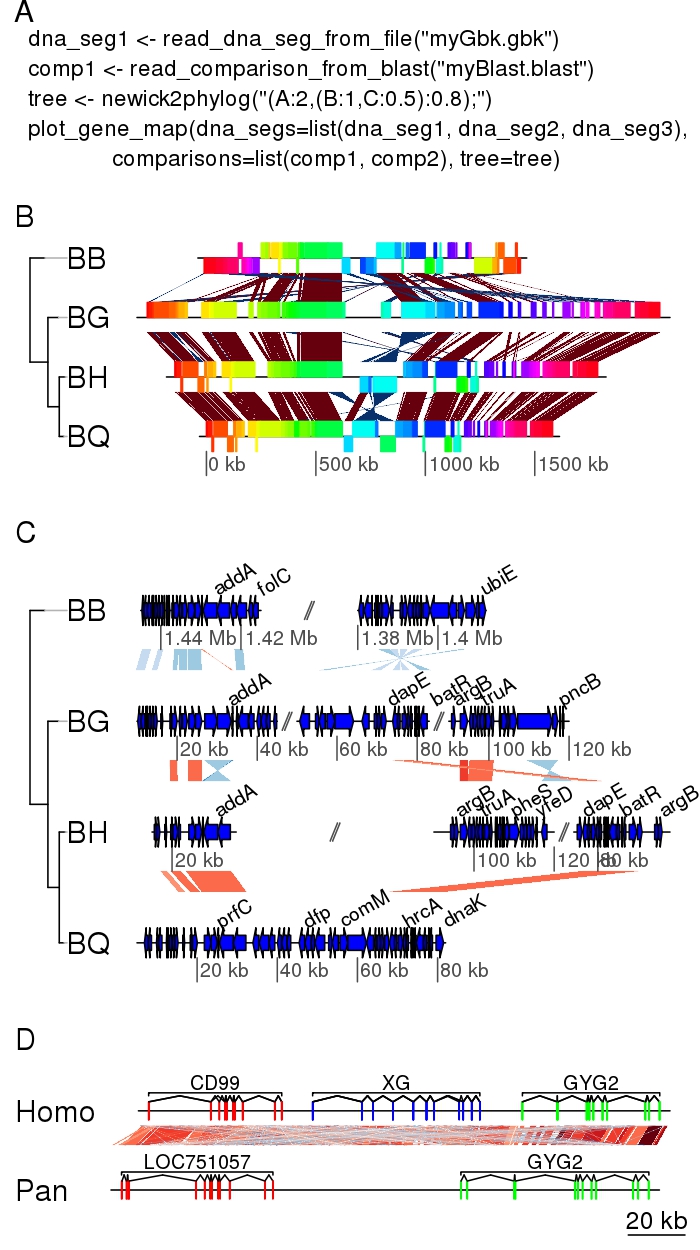 A
dna_seg1 <- read_dna_seg_from_file("myGbk.gbk")
comp1 <- read_comparison_from_blast("myBlast.blast")
tree <- newick2phylog("(A:2,(B:1,C:0.5):0.8);")
plot_gene_map(dna_segs=list(dna_seg1, dna_seg2, dna_seg3),
comparisons=list(comp1, comp2), tree=tree)
B
BB
BG
BH
BQ
0 kb 500 kb 1000 kb 1500 kb
C
addA folC ubiE
BB //
1.44 Mb 1.42 Mb 1.38 Mb 1.4 Mb
addA dapE batR argB truA pncB
BG // //
20 kb 40 kb 60 kb 80 kb 100 kb 120 kb
addA argB truA pheS yfeD dapE batR argB
BH // //
20 kb 100 kb 120 kb 80 kb
prfC dfp comM hrcA dnaK
BQ
20 kb 40 kb 60 kb 80 kb
D
CD99 XG GYG2
Homo
LOC751057 GYG2
Pan
20 kb